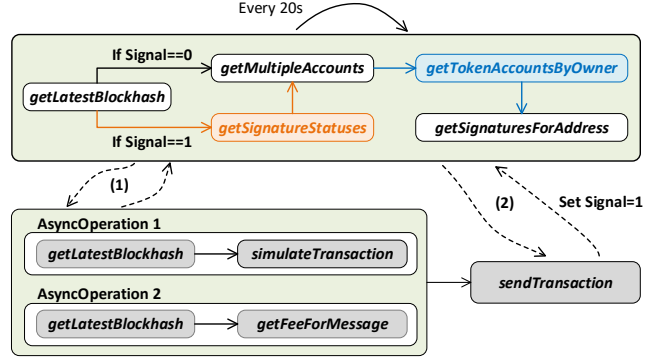 Every 20s
If Signal==0
getMultipleAccounts
getTokenAccountsByOwner
getLatestBlockhash
getSignatureStatuses
getSignaturesForAddress
If Signal==1
(1)
(2)
Set Signal=1
AsyncOperation 1
getLatestBlockhash
simulateTransaction
sendTransaction
AsyncOperation 2
getLatestBlockhash
getFeeForMessage